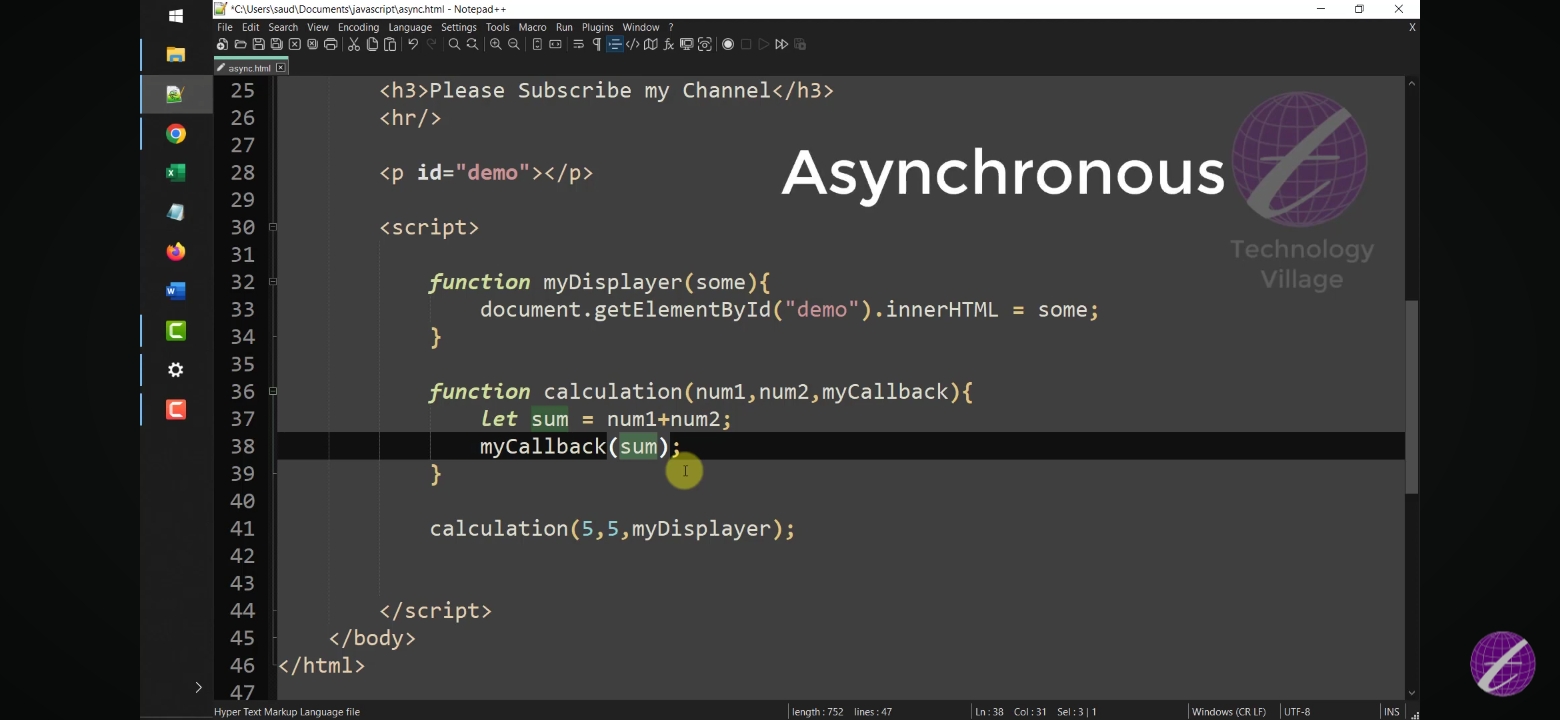 *C:\Users\saud\Documents\javascript\async.html - Notepad++
File Edit Search View Encoding Language Settings Tools Macro Run Plugins Window ? X
async.html
25 <h3>Please Subscribe my Channel</h3>
26 <hr/>
27
28 <p id="demo"></p>
29
30 <script>
31
32 function myDisplayer(some){
33 document.getElementById("demo").innerHTML = some;
34 }
35
36 function calculation(num1,num2,myCallback){
37 let sum = num1+num2;
38 myCallback(sum);
39 }
40
41 calculation(5,5,myDisplayer);
42
43
44 </script>
45 </body>
46 </html>
47
Asynchronous
Technology
Village
Hyper Text Markup Language file length : 752 lines : 47 Ln : 38 Col : 31 Sel : 3 | 1 Windows (CR LF) UTF-8 INS